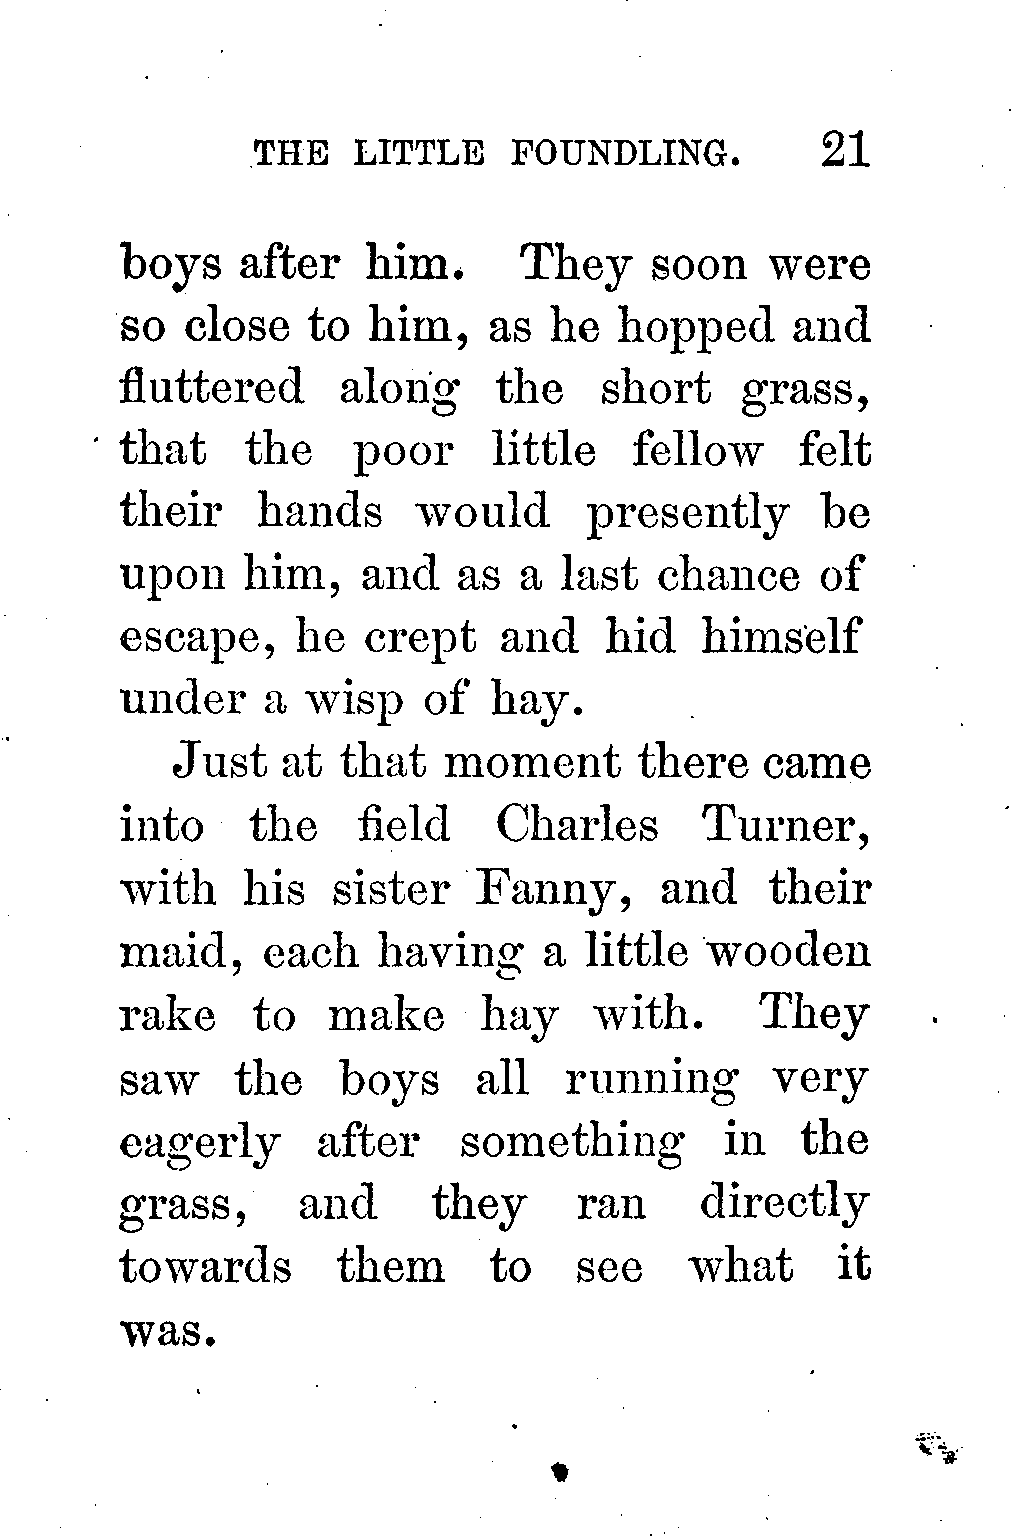 THE LITTLE FOUNDLING. 21
boys after him. They soon were
so close to him, as he hopped and
fluttered along the short grass,
that the poor little fellow felt
their hands would presently be
upon him, and as a last chance of
escape, he crept and hid himself
under a wisp of hay.
Just at that moment there came
into the field Charles Turner,
with his sister Fanny, and their
maid, each having a little wooden
rake to make hay with. They
saw the boys all running very
eagerly after something in the
grass, and they ran directly
towards them to see what it
was.